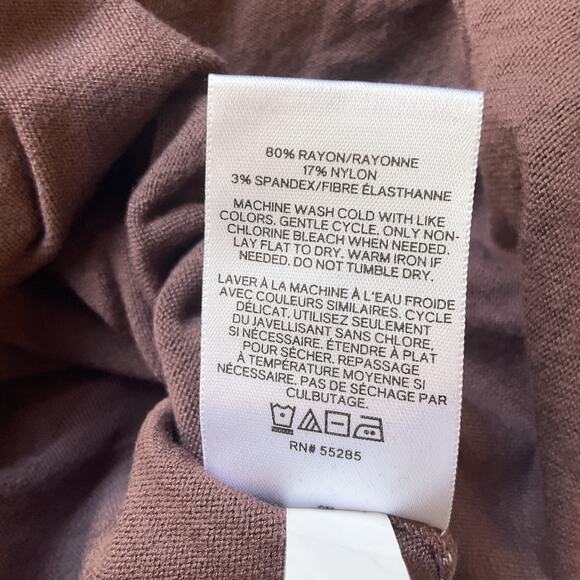 80% RAYON/RAYONNE
17% NYLON
3% SPANDEX/FIBRE ÉLASTHANNE
MACHINE WASH COLD WITH LIKE
COLORS. GENTLE CYCLE. ONLY NON-
CHLORINE BLEACH WHEN NEEDED.
LAY FLAT TO DRY. WARM IRON IF
NEEDED. DO NOT TUMBLE DRY.
LAVER À LA MACHINE À L'EAU FROIDE
AVEC COULEURS SIMILAIRES. CYCLE
DÉLICAT. UTILISEZ SEULEMENT
DU JAVELLISANT SANS CHLORE,
SI NÉCESSAIRE. ÉTENDRE À PLAT
POUR SÉCHER. REPASSAGE
À TEMPÉRATURE MOYENNE SI
NÉCESSAIRE. PAS DE SÉCHAGE PAR
CULBUTAGE.
RN# 55285